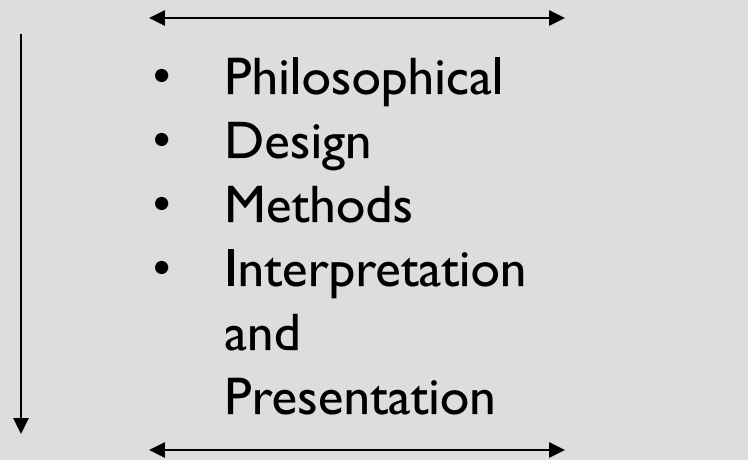 • Philosophical
• Design
• Methods
• Interpretation
and
Presentation